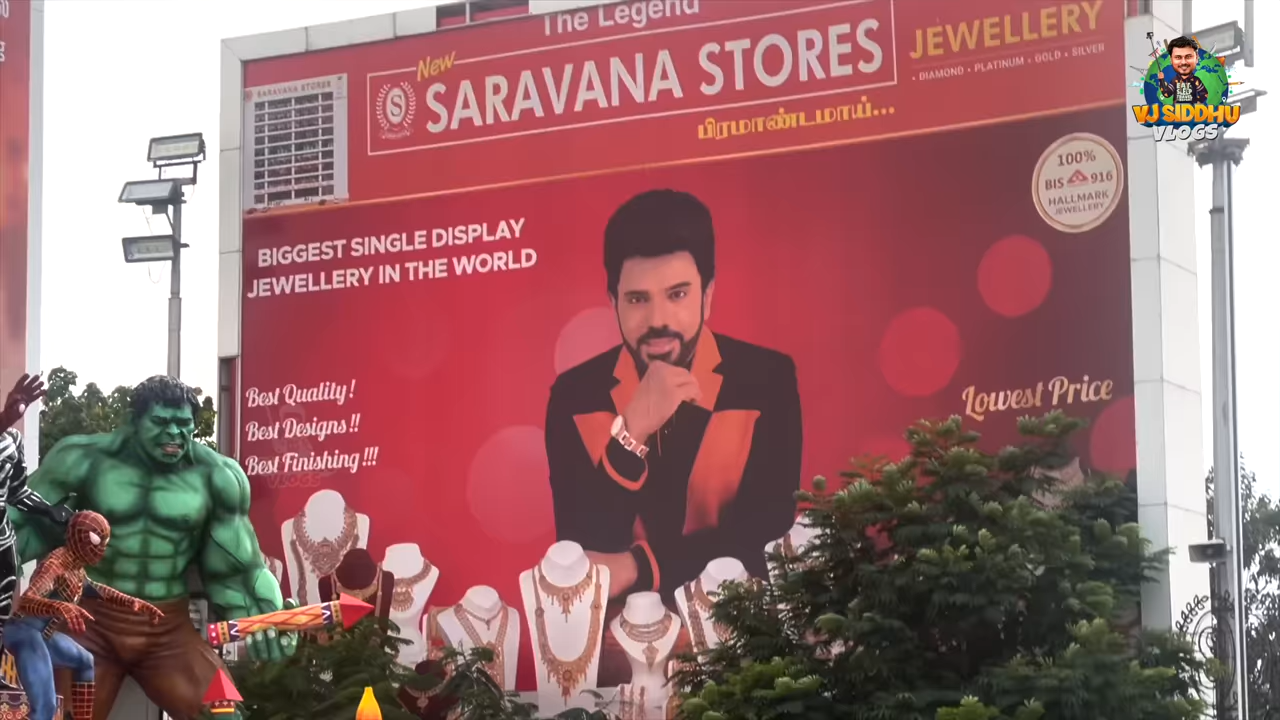 The Legend
New
SARAVANA STORES
S
பிரமாண்டமாய்...
JEWELLERY
• DIAMOND • PLATINUM • GOLD • SILVER
SARAVANA STORES
VJ SIDDHU
VLOGS
100%
BIS 916
HALLMARK
JEWELLERY
BIGGEST SINGLE DISPLAY
JEWELLERY IN THE WORLD
Best Quality!
Best Designs!!
Best Finishing!!!
Lowest Price